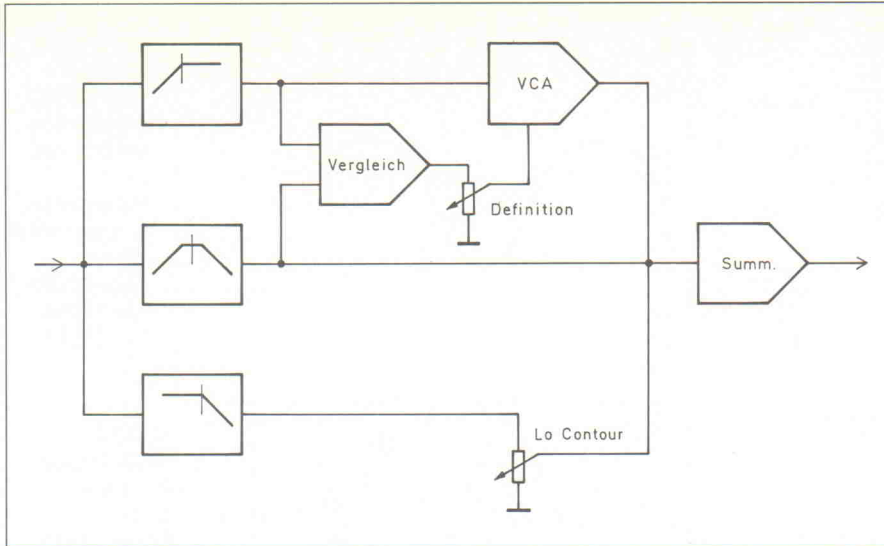 VCA
Vergleich
Definition
Summ.
Lo Contour